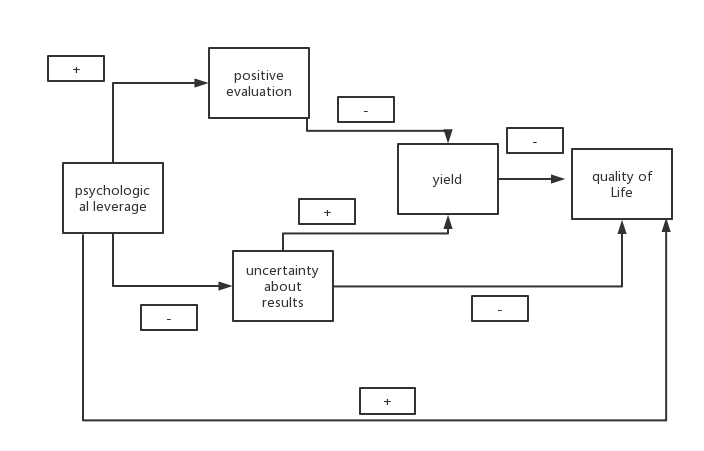 +
positive
evaluation
-
-
psychologic
al leverage
yield
quality of
Life
+
uncertainty
about
results
-
-
+